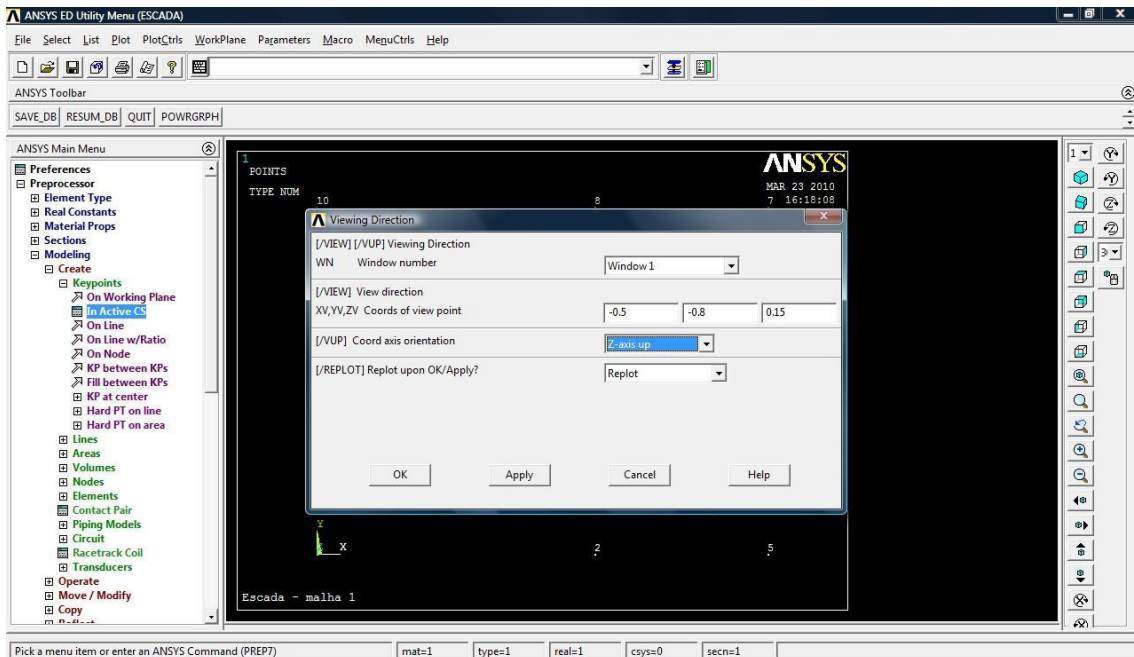 ANSYS ED Utility Menu (ESCADA)
File Select List Plot PlotCtrls WorkPlane Parameters Macro MenuCtrls Help
ANSYS Toolbar
SAVE_DB RESUM_DB QUIT POWRGRPH
ANSYS Main Menu
Preferences
Preprocessor
Element Type
Real Constants
Material Props
Sections
Modeling
Create
Keypoints
On Working Plane
In Active CS
On Line
On Line w/Ratio
On Node
KP between KPs
Fill between KPs
KP at center
Hard PT on line
Hard PT on area
Lines
Areas
Volumes
Nodes
Elements
Contact Pair
Piping Models
Circuit
Racetrack Coil
Transducers
Operate
Move / Modify
Copy
1
POINTS
TYPE NUM
ANSYS
MAR 23 2010
16:18:08
10 8 7
Viewing Direction
[/VIEW] [/VUP] Viewing Direction
WN Window number Window 1
[/VIEW] View direction
XV,YV,ZV Coords of view point -0.5 -0.8 0.15
[/VUP] Coord axis orientation Z-axis up
[/REPLOT] Replot upon OK/Apply? Replot
OK Apply Cancel Help
Y
X 2 5
Escada - malha 1
1
Pick a menu item or enter an ANSYS Command (PREP7) mat=1 type=1 real=1 csys=0 secn=1